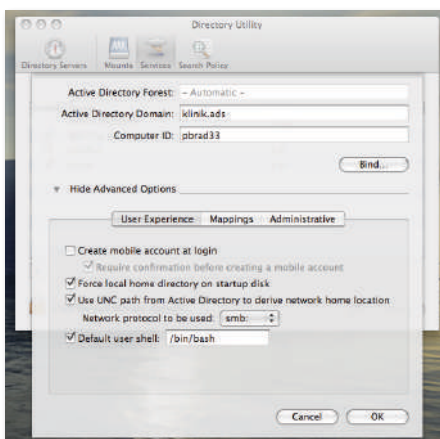 Directory Utility
Directory Servers Mounts Services Search Policy
Active Directory Forest: - Automatic -
Active Directory Domain: klinik.ads
Computer ID: pbrad33
Bind...
Hide Advanced Options
User Experience Mappings Administrative
Create mobile account at login
Require confirmation before creating a mobile account
Force local home directory on startup disk
Use UNC path from Active Directory to derive network home location
Network protocol to be used: smb:
Default user shell: /bin/bash
Cancel OK